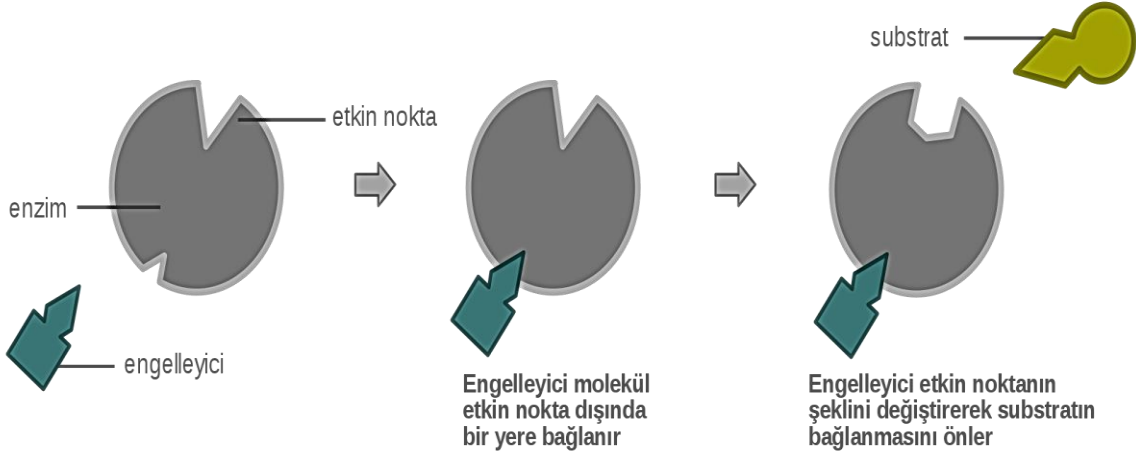 substrat
etkin nokta
enzim
engelleyici
Engelleyici molekül
etkin nokta dışında
bir yere bağlanır
Engelleyici etkin noktanın
şeklini değiştirerek substratın
bağlanmasını önler